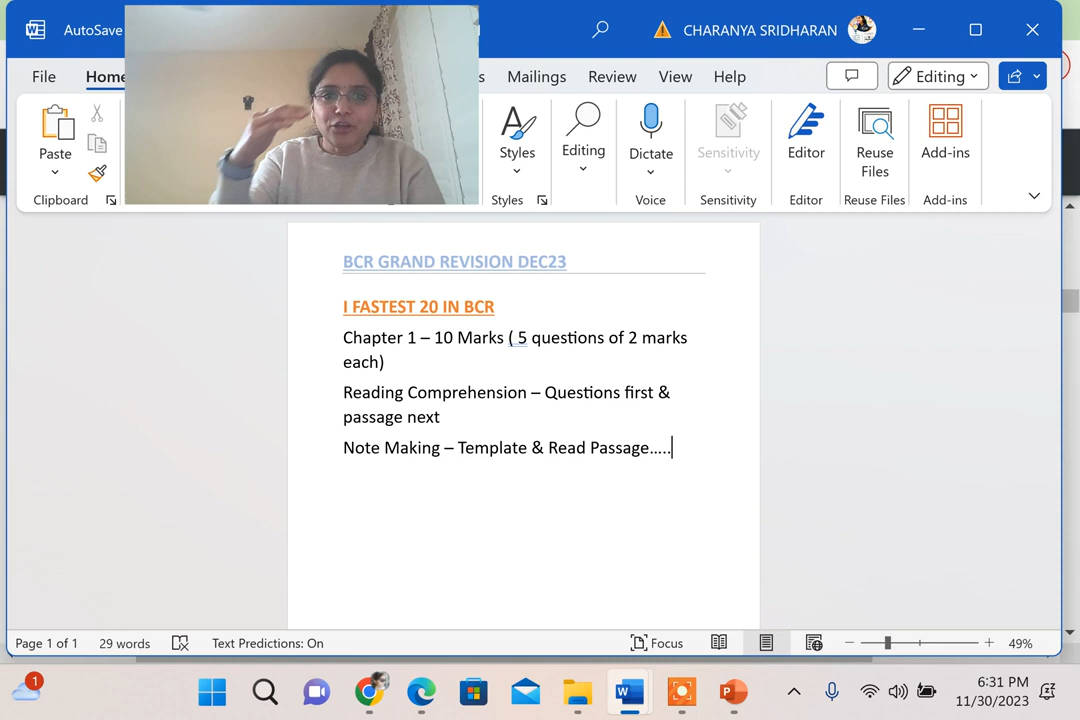 AutoSave
CHARANYA SRIDHARAN
File Home Mailings Review View Help Editing
Paste Styles Editing Dictate Sensitivity Editor Reuse Files Add-ins
Clipboard Styles Voice Sensitivity Editor Reuse Files Add-ins
BCR GRAND REVISION DEC23
I FASTEST 20 IN BCR
Chapter 1 – 10 Marks ( 5 questions of 2 marks
each)
Reading Comprehension – Questions first &
passage next
Note Making – Template & Read Passage…..
Page 1 of 1 29 words Text Predictions: On Focus 49%
1
6:31 PM
11/30/2023